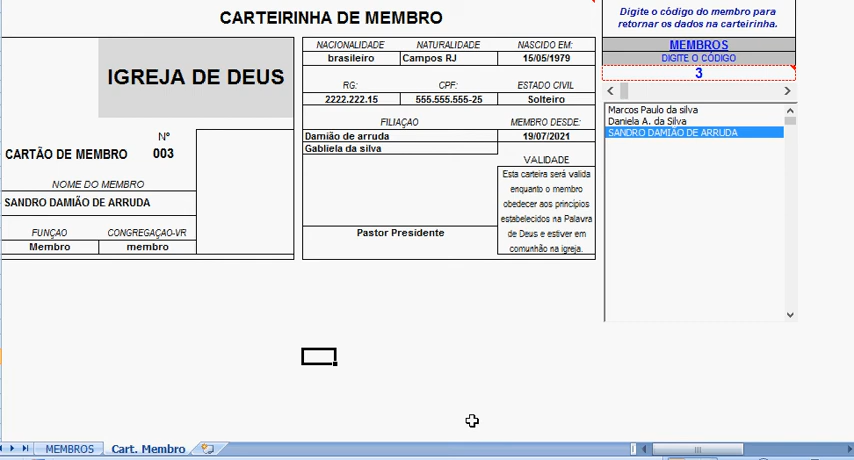 CARTEIRINHA DE MEMBRO
Digite o código do membro para
retornar os dados na carteirinha.
MEMBROS
DIGITE O CÓDIGO
3
Marcos Paulo da silva
Daniela A. da Silva
SANDRO DAMIÃO DE ARRUDA
IGREJA DE DEUS
CARTÃO DE MEMBRO
Nº
003
NOME DO MEMBRO
SANDRO DAMIÃO DE ARRUDA
FUNÇAO CONGREGAÇAO-VR
Membro membro
NACIONALIDADE NATURALIDADE NASCIDO EM:
brasileiro Campos RJ 15/05/1979
RG: CPF: ESTADO CIVIL
2222.222.15 555.555.555-25 Solteiro
FILIAÇAO MEMBRO DESDE:
Damião de arruda 19/07/2021
Gabliela da silva
VALIDADE
Esta carteira será valida
enquanto o membro
obedecer aos principios
estabelecidos na Palavra
de Deus e estiver em
comunhão na igreja.
Pastor Presidente
MEMBROS Cart. Membro